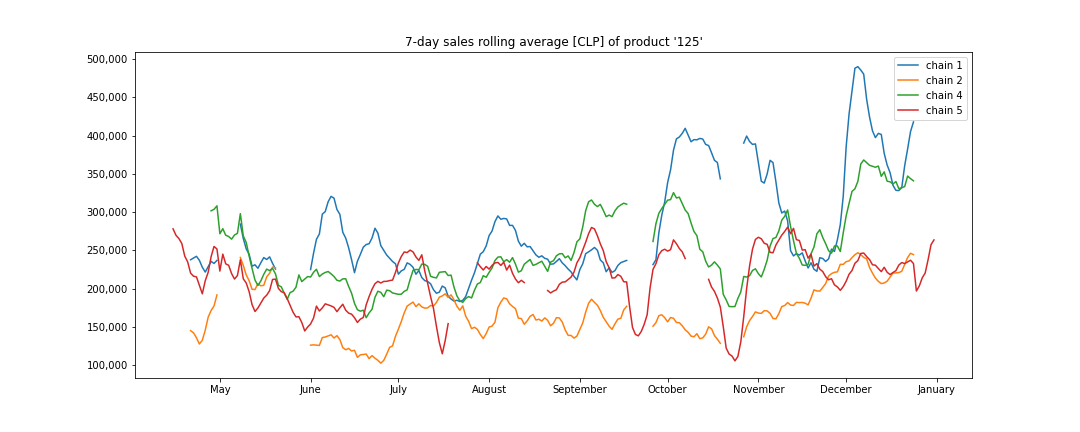 7-day sales rolling average [CLP] of product '125'
500,000
450,000
400,000
350,000
300,000
250,000
200,000
150,000
100,000
chain 1
chain 2
chain 4
chain 5
May June July August September October November December January